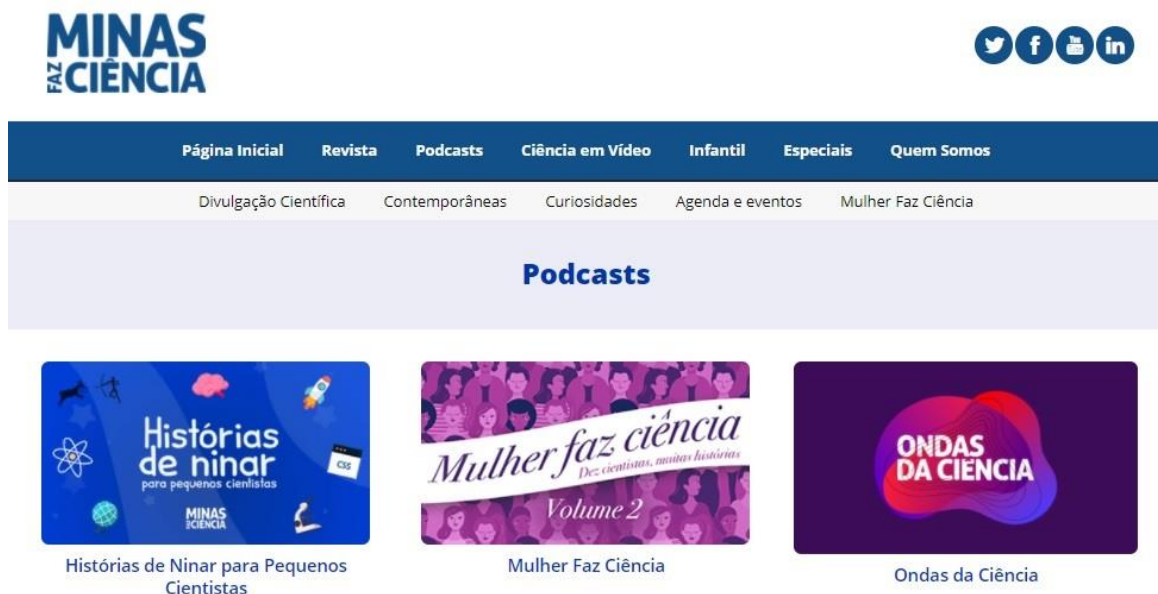 MINAS
FAZ CIÊNCIA
You Tube
Página Inicial Revista Podcasts Ciência em Vídeo Infantil Especiais Quem Somos
Divulgação Científica Contemporâneas Curiosidades Agenda e eventos Mulher Faz Ciência
Podcasts
Histórias
de ninar
para pequenos cientistas
CSS
MINAS
FAZ CIÊNCIA
Histórias de Ninar para Pequenos
Cientistas
Mulher faz ciência
Dez cientistas, muitas histórias
Volume 2
Mulher Faz Ciência
ONDAS
DA CIÊNCIA
Ondas da Ciência